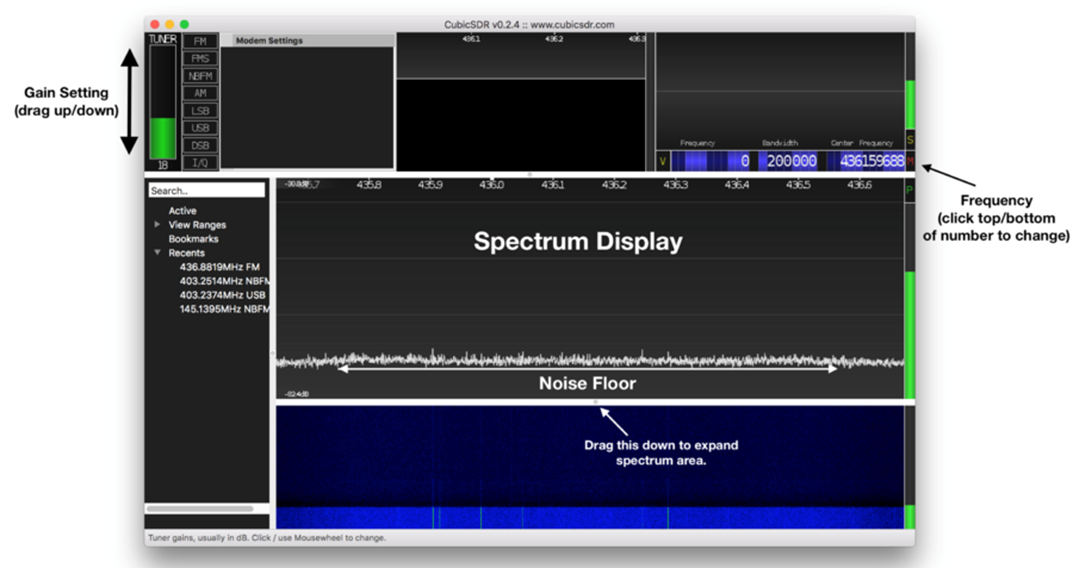 CubicSDR v0.2.4 :: www.cubicsdr.com
TUNER
18
FM
FMS
NBFM
AM
LSB
USB
DSB
I/Q
Modem Settings
436.1 436.2 436.3
Gain Setting
(drag up/down)
Frequency Bandwidth Center Frequency
V 0 200000 436159688
S
M
P
Frequency
(click top/bottom
of number to change)
Search..
Active
View Ranges
Bookmarks
Recents
436.8819MHz FM
403.2514MHz NBFM
403.2374MHz USB
145.1395MHz NBFM
435.8 435.9 436.0 436.1 436.2 436.3 436.4 436.5 436.6
Spectrum Display
Noise Floor
-82.4dB
Drag this down to expand
spectrum area.
Tuner gains, usually in dB. Click / use Mousewheel to change.